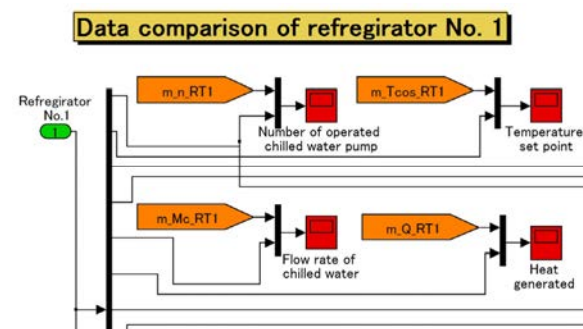 Data comparison of refregirator No. 1
Refregirator
No.1
1
m_n_RT1
Number of operated
chilled water pump
m_Tcos_RT1
Temperature
set point
m_Mc_RT1
Flow rate of
chilled water
m_Q_RT1
Heat
generated